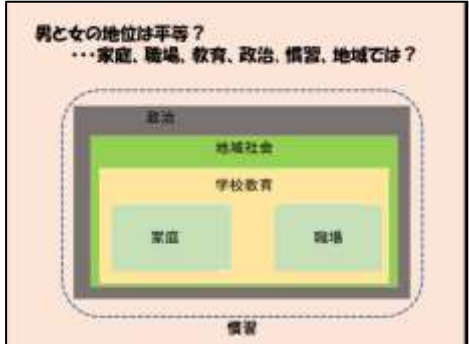 男と女の地位は平等？
・・・家庭、職場、教育、政治、慣習、地域では？
政治
地域社会
学校教育
家庭
職場
慣習